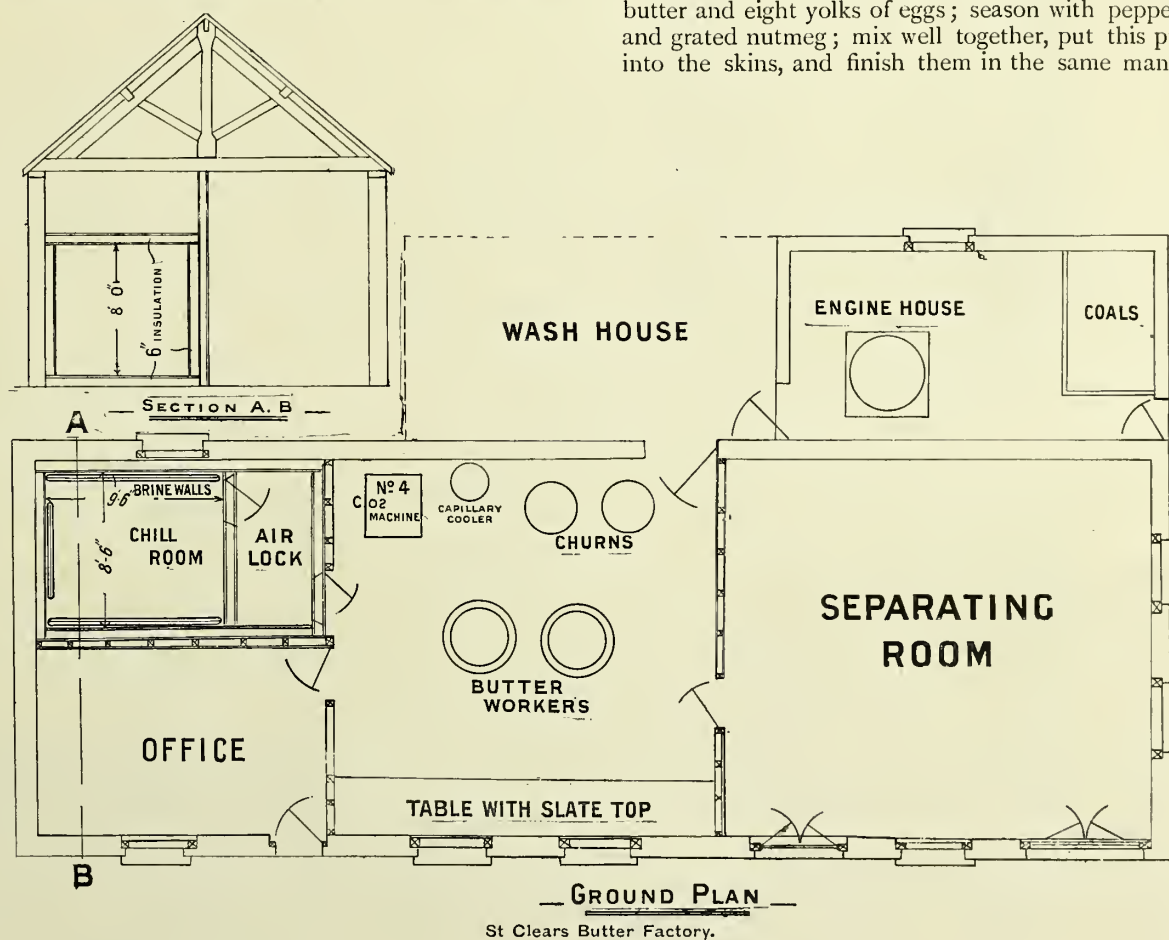 butter and eight yolks of eggs; season with peppe
and grated nutmeg; mix well together, put this p
into the skins, and finish them in the same man
8' 0"
6" INSULATION
SECTION A. B
WASH HOUSE
ENGINE HOUSE
COALS
A
9'-6"
BRINE WALLS
8'-6"
CHILL
ROOM
AIR
LOCK
Nº 4
CO2
MACHINE
CAPILLARY
COOLER
CHURNS
BUTTER
WORKERS
SEPARATING
ROOM
OFFICE
TABLE WITH SLATE TOP
B
GROUND PLAN
St Clears Butter Factory.